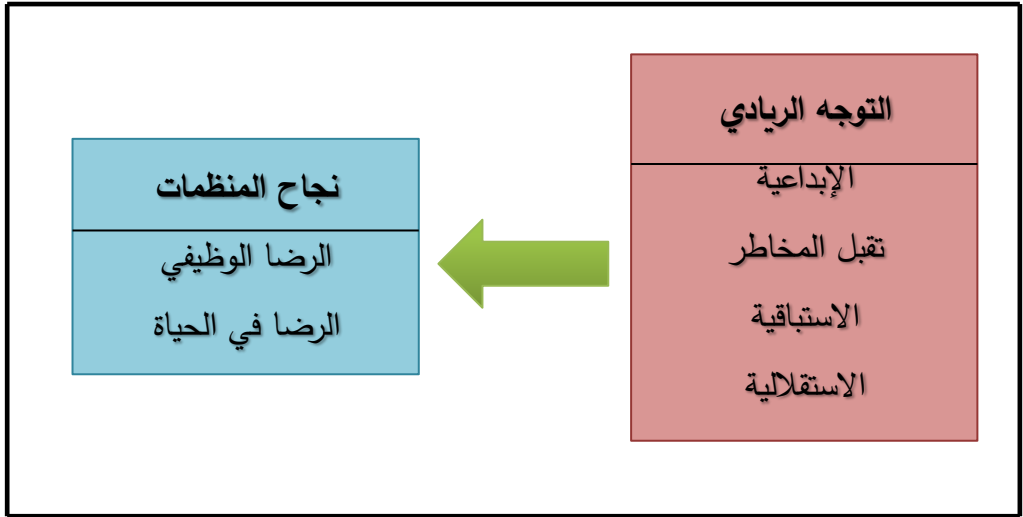 التوجه الريادي
الإبداعية
تقبل المخاطر
الاستباقية
الاستقلالية
نجاح المنظمات
الرضا الوظيفي
الرضا في الحياة